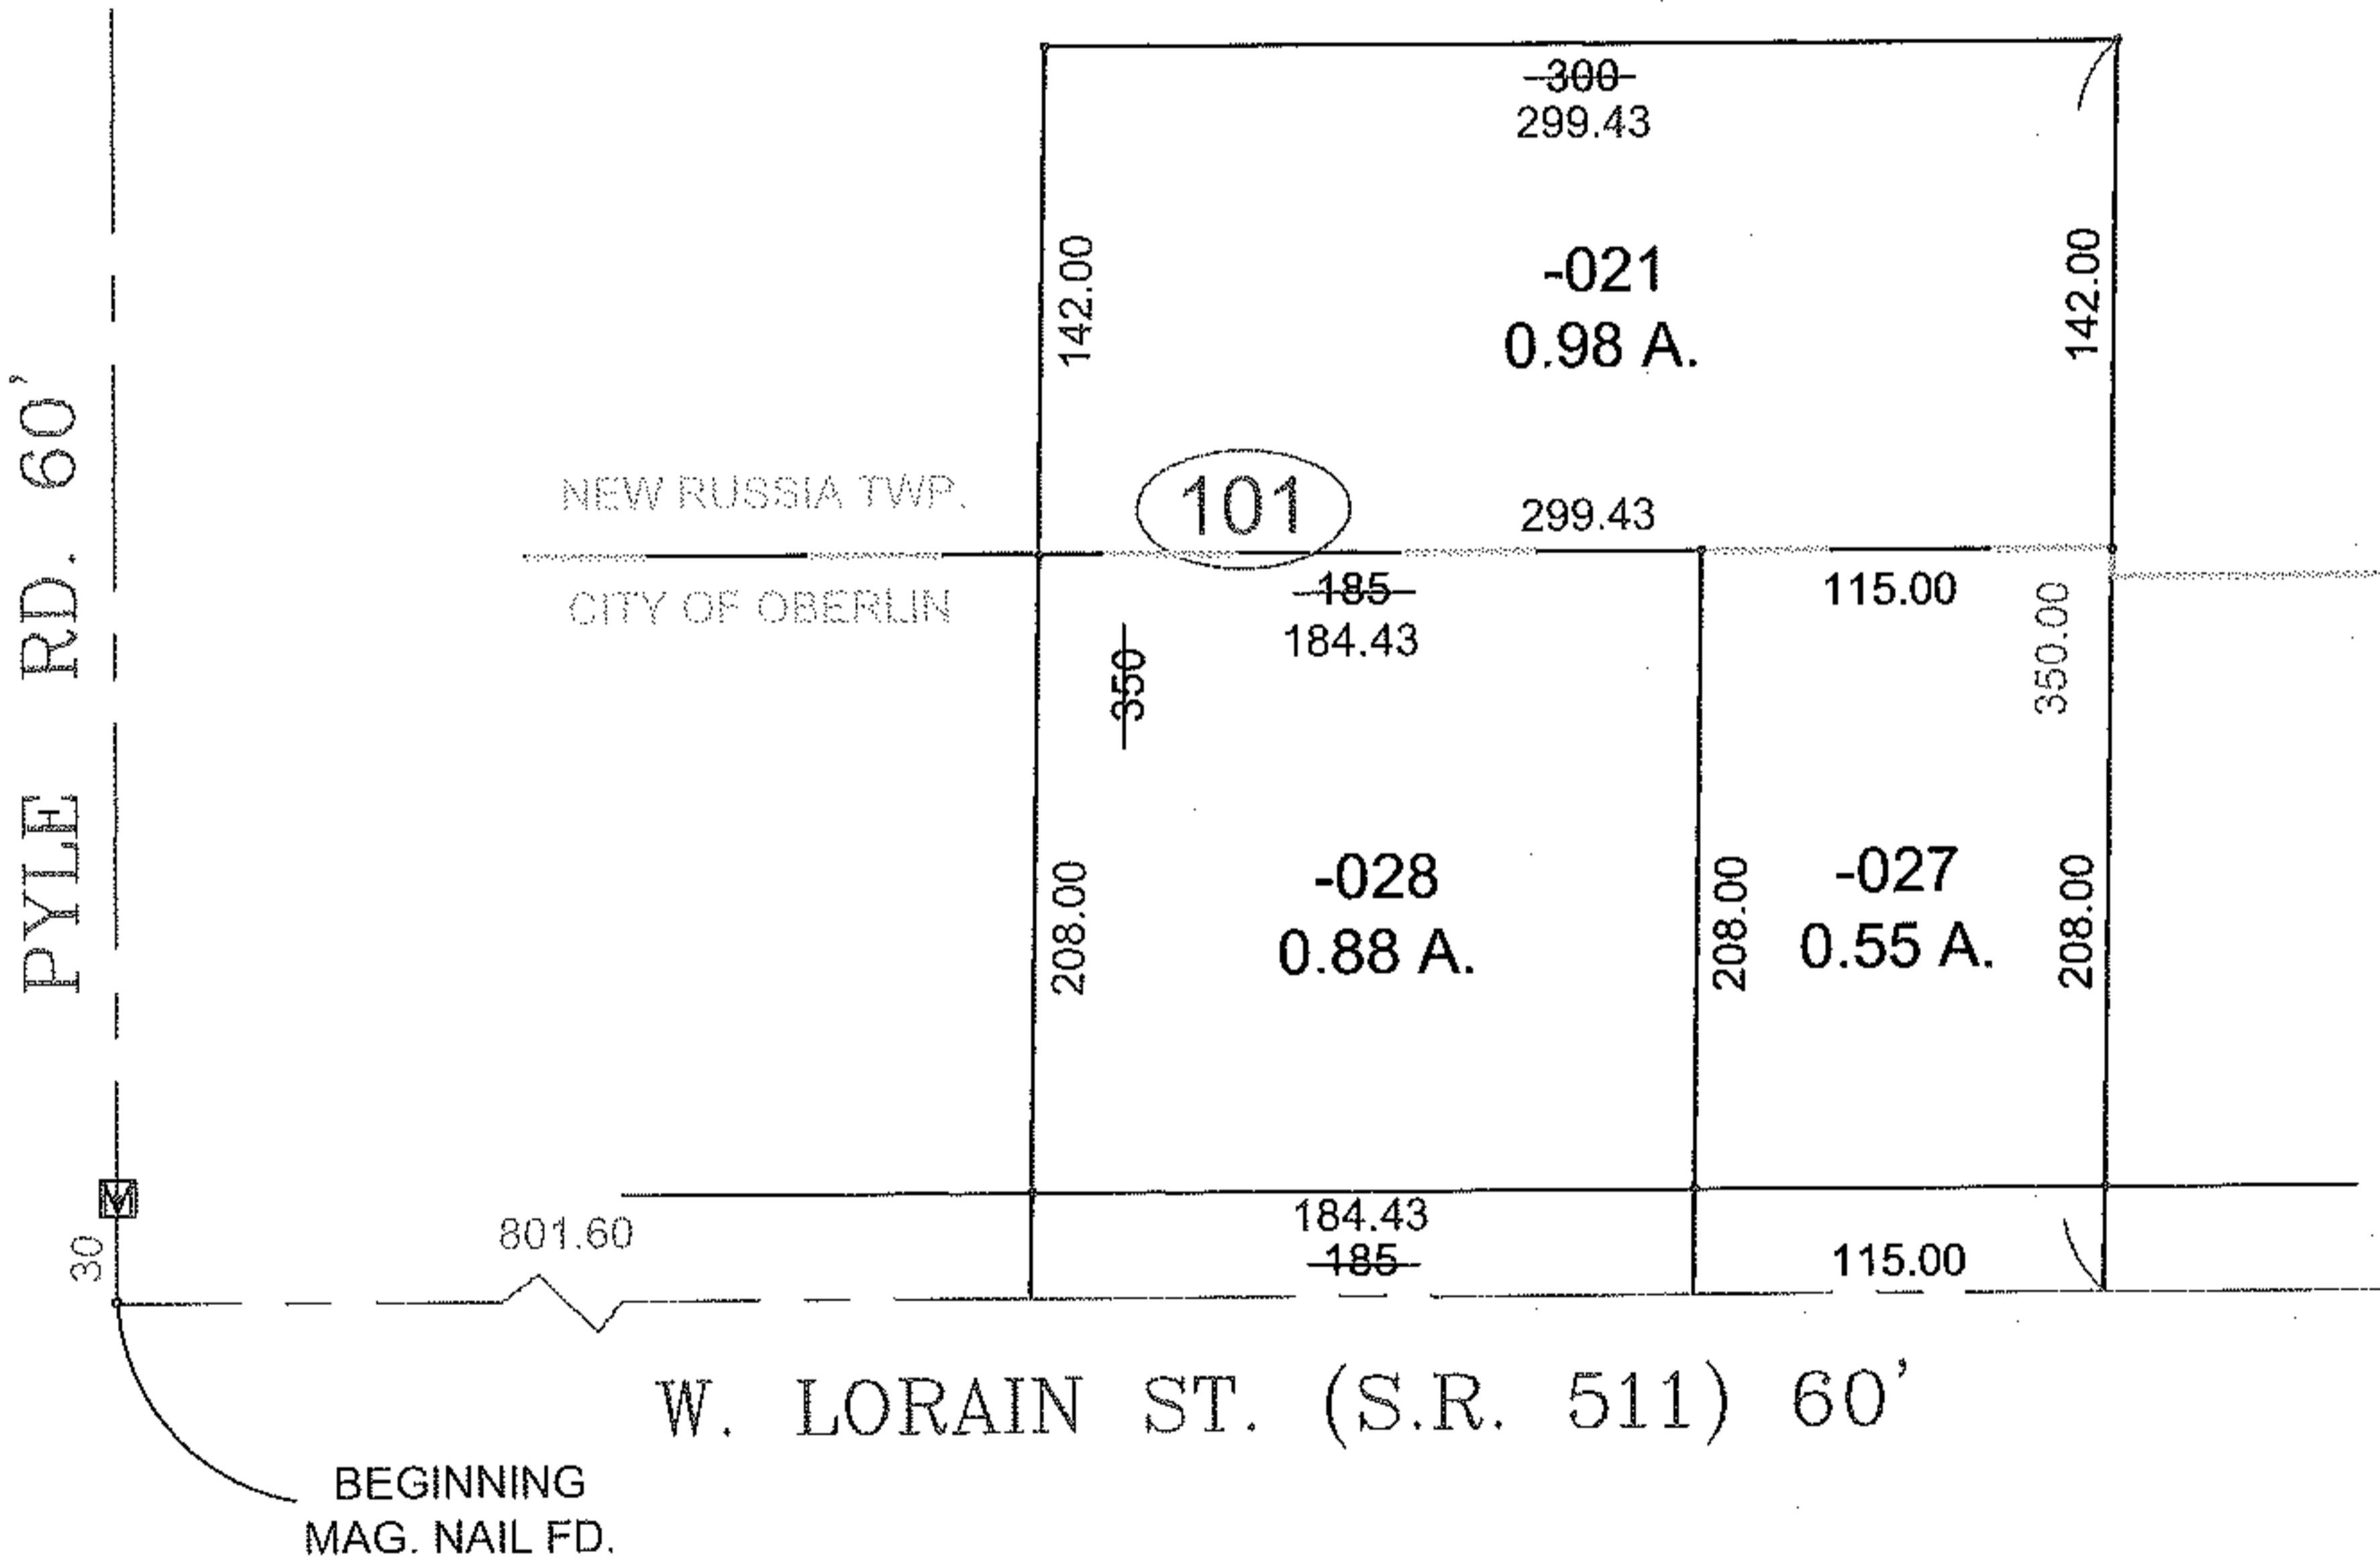 300
299.43
142.00
-021
0.98 A.
142.00
PYLE RD. 60'
NEW RUSSIA TWP.
101
299.43
CITY OF OBERLIN
185
184.43
115.00
350
350.00
208.00
-028
0.88 A.
208.00
-027
0.55 A.
208.00
30
801.60
184.43
185
115.00
W. LORAIN ST. (S.R. 511) 60'
BEGINNING
MAG. NAIL FD.